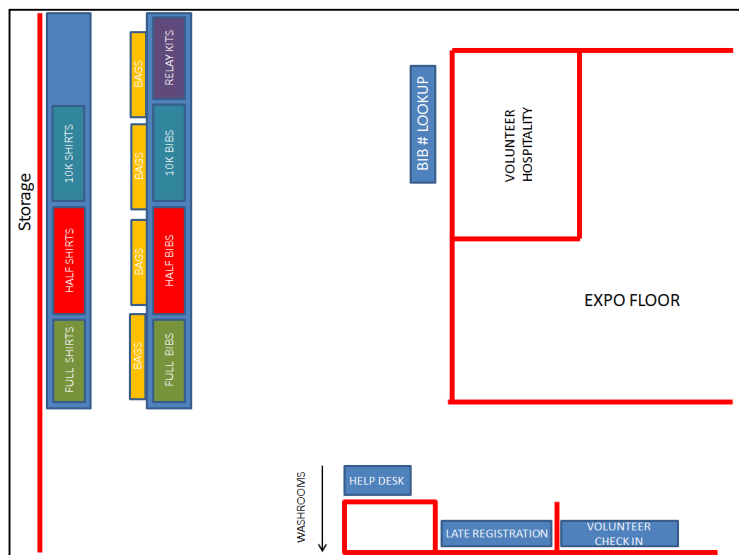 Storage
10K SHIRTS
HALF SHIRTS
FULL SHIRTS
BAGS
BAGS
BAGS
BAGS
RELAY KITS
10K BIBS
HALF BIBS
FULL BIBS
BIB # LOOKUP
VOLUNTEER
HOSPITALITY
EXPO FLOOR
WASHROOMS
HELP DESK
LATE REGISTRATION
VOLUNTEER
CHECK IN